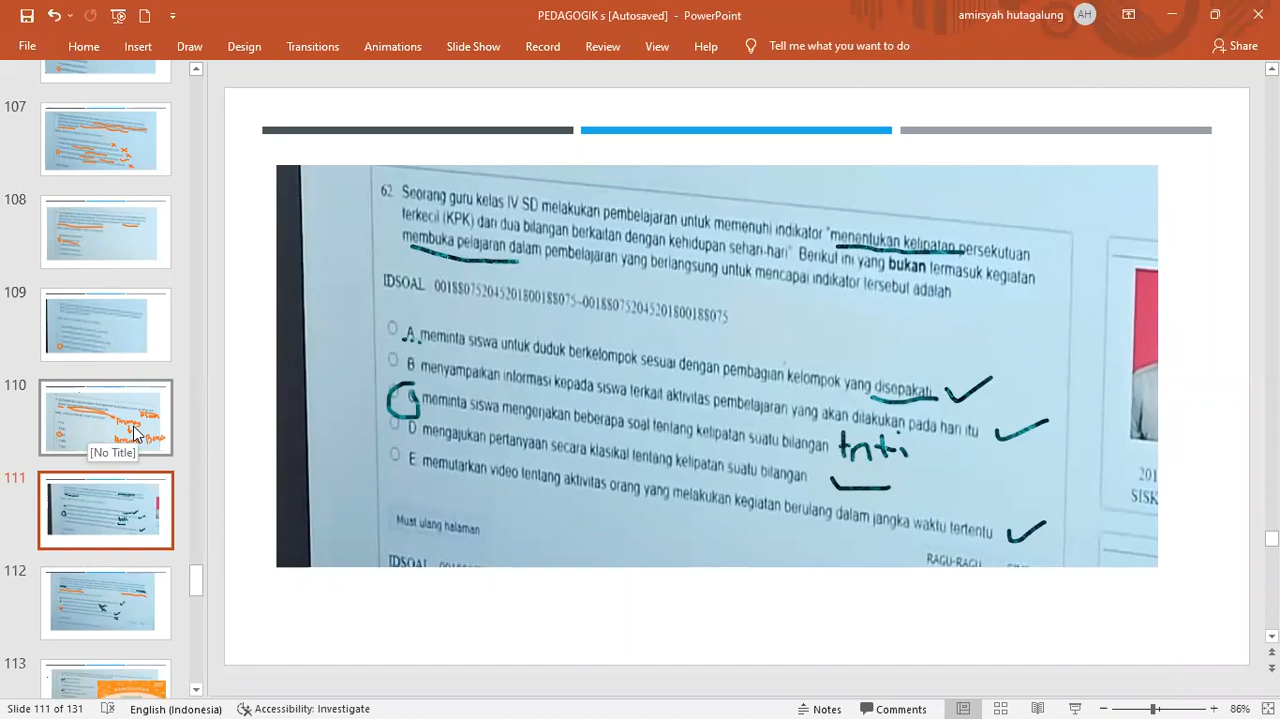 PEDAGOGIK s [Autosaved] - PowerPoint
amirsyah hutagalung
AH
File
Home
Insert
Draw
Design
Transitions
Animations
Slide Show
Record
Review
View
Help
Tell me what you want to do
Share
107
108
109
110
[No Title]
111
112
113
62. Seorang guru kelas IV SD melakukan pembelajaran untuk memenuhi indikator "menentukan kelipatan persekutuan
terkecil (KPK) dari dua bilangan berkaitan dengan kehidupan sehari-hari" Berikut ini yang bukan termasuk kegiatan
membuka pelajaran dalam pembelajaran yang berlangsung untuk mencapai indikator tersebut adalah
IDSOAL 001880752045201800188075-001880752045201800188075
A. meminta siswa untuk duduk berkelompok sesuai dengan pembagian kelompok yang disepakati
B menyampaikan informasi kepada siswa terkait aktivitas pembelajaran yang akan dilakukan pada hari itu
meminta siswa mengerjakan beberapa soal tentang kelipatan suatu bilangan
inti
D. mengajukan pertanyaan secara klasikal tentang kelipatan suatu bilangan
E. memutarkan video tentang aktivitas orang yang melakukan kegiatan berulang dalam jangka waktu tertentu
Muat ulang halaman
RAGU-RAGU
IDSOAL
201
SISK
Slide 111 of 131
English (Indonesia)
Accessibility: Investigate
Notes
Comments
86%